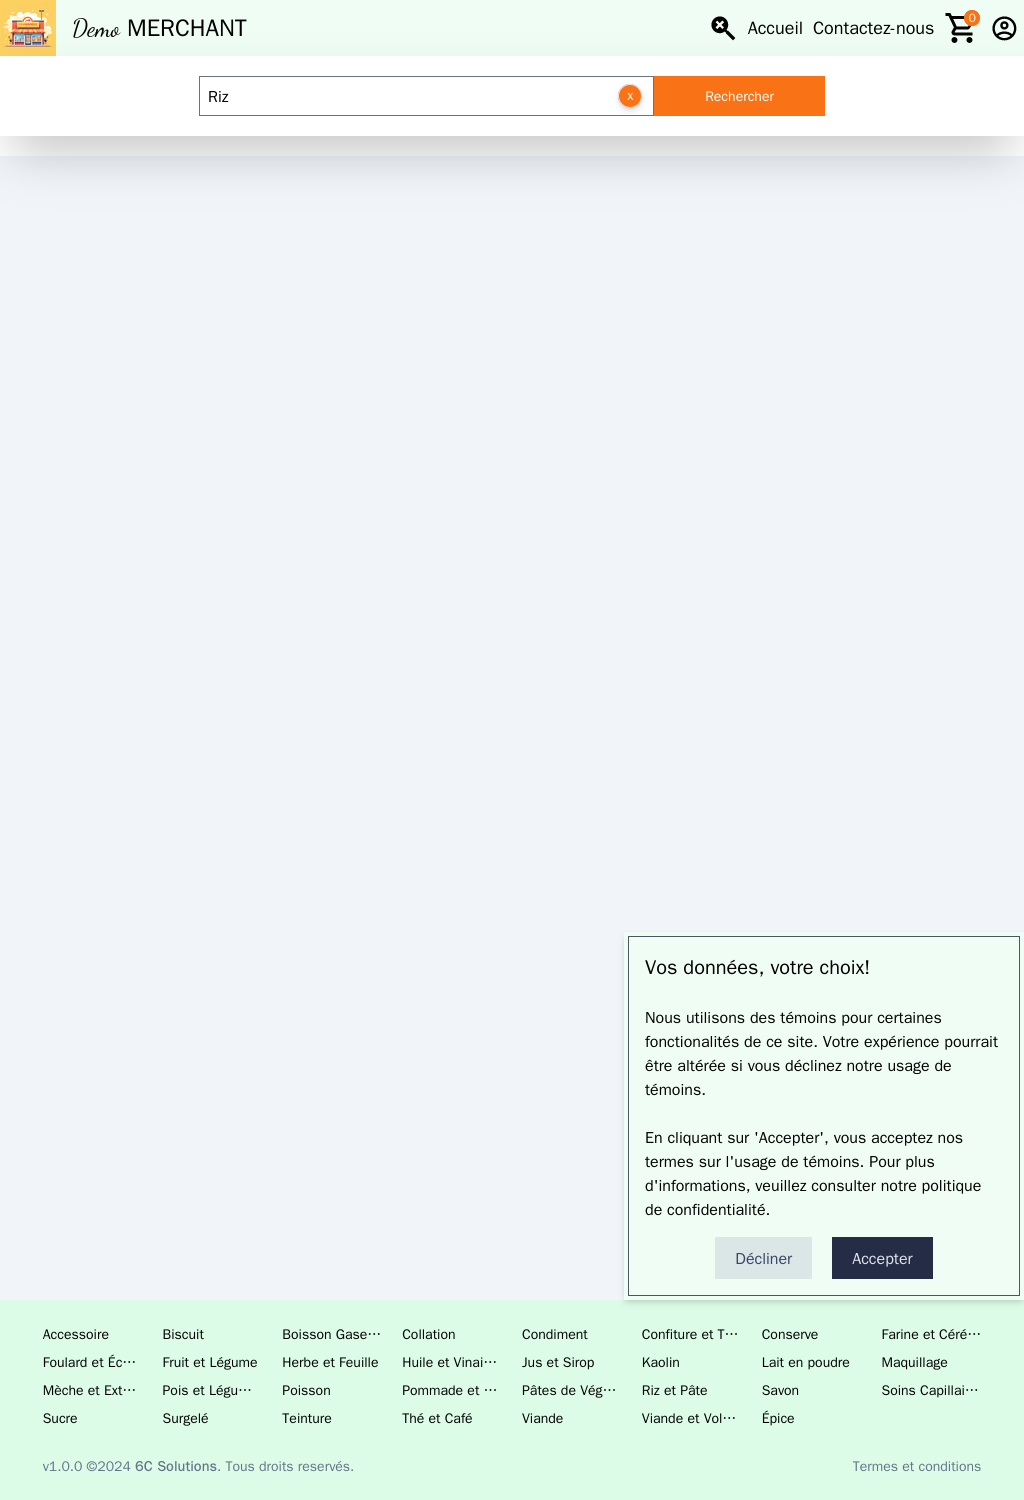 Demo MERCHANT
Accueil Contactez-nous 0
Riz x Rechercher
Vos données, votre choix!
Nous utilisons des témoins pour certaines
fonctionalités de ce site. Votre expérience pourrait
être altérée si vous déclinez notre usage de
témoins.
En cliquant sur 'Accepter', vous acceptez nos
termes sur l'usage de témoins. Pour plus
d'informations, veuillez consulter notre politique
de confidentialité.
Décliner Accepter
Accessoire Biscuit Boisson Gase… Collation Condiment Confiture et T… Conserve Farine et Céré…
Foulard et Éc… Fruit et Légume Herbe et Feuille Huile et Vinai… Jus et Sirop Kaolin Lait en poudre Maquillage
Mèche et Ext… Pois et Légu… Poisson Pommade et … Pâtes de Vég… Riz et Pâte Savon Soins Capillai…
Sucre Surgelé Teinture Thé et Café Viande Viande et Vol… Épice
v1.0.0 ©2024 6C Solutions. Tous droits reservés. Termes et conditions